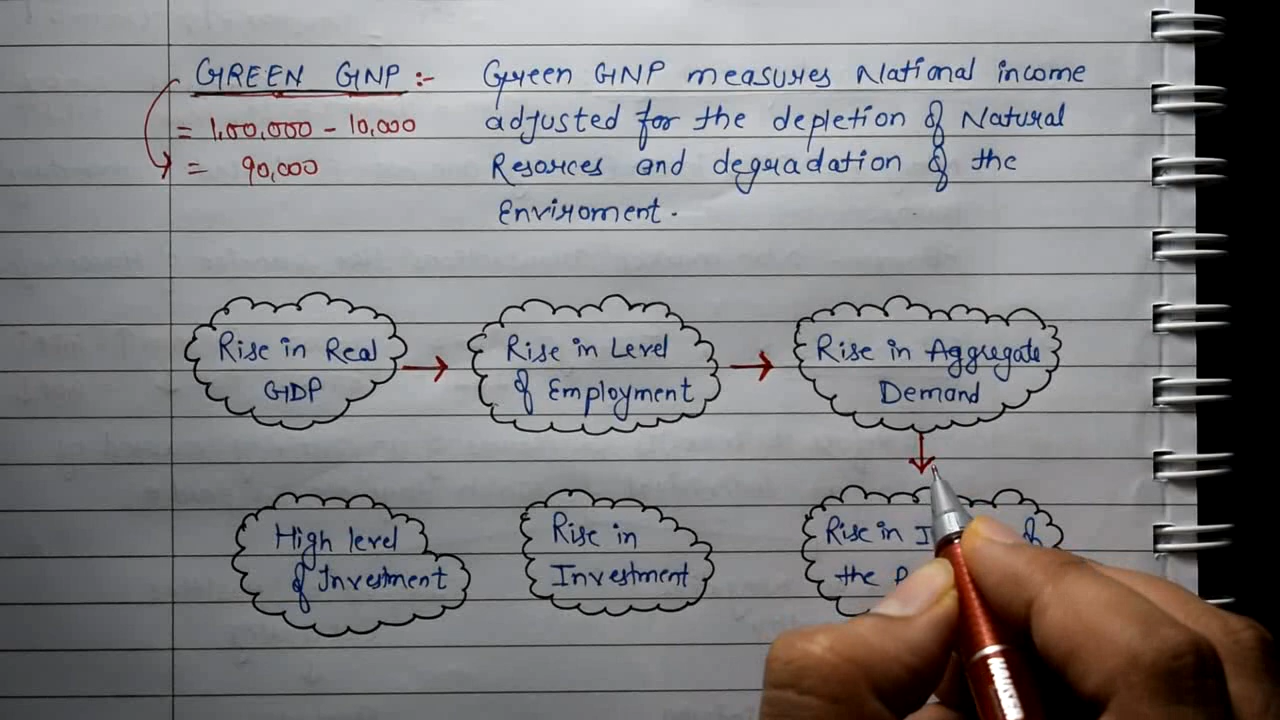 GREEN GNP :-
= 1,00,000 - 10,000
= 90,000
Green GNP measures National income
adjusted for the depletion of Natural
Resorces and degradation of the
Enviroment.
Rise in Real
GDP
Rise in Level
of Employment
Rise in Aggregate
Demand
High level
of Investment
Rise in
Investment
Rise in of
the